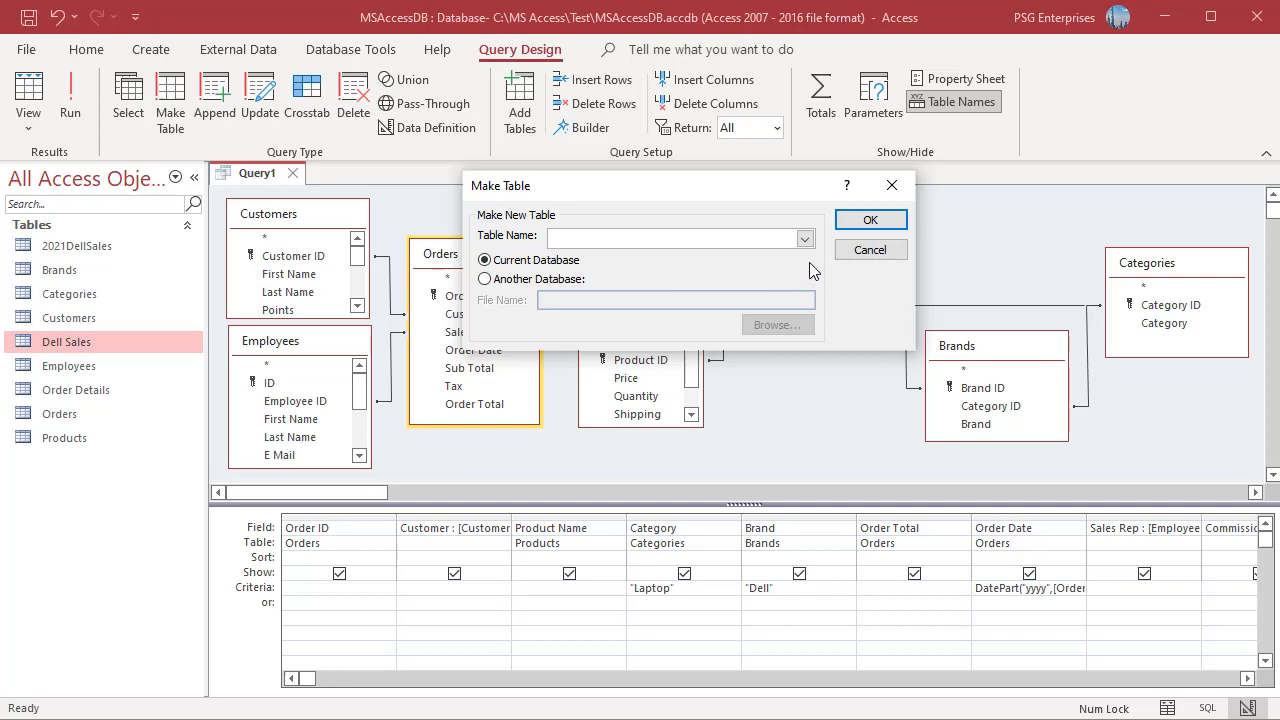 MSAccessDB : Database- C:\MS Access\Test\MSAccessDB.accdb (Access 2007 - 2016 file format) - Access
PSG Enterprises
File
Home
Create
External Data
Database Tools
Help
Query Design
Tell me what you want to do
View
Run
Select
Make
Table
Append
Update
Crosstab
Delete
Union
Pass-Through
Data Definition
Add
Tables
Insert Rows
Delete Rows
Builder
Insert Columns
Delete Columns
Return:
All
Totals
Parameters
Property Sheet
XYZ
Table Names
Results
Query Type
Query Setup
Show/Hide
All Access Obje...
Search...
Tables
2021DellSales
Brands
Categories
Customers
Dell Sales
Employees
Order Details
Orders
Products
Query1
Customers
*
Customer ID
First Name
Last Name
Points
Employees
*
ID
Employee ID
First Name
Last Name
E Mail
Orders
*
Order Date
Sub Total
Tax
Order Total
Product ID
Price
Quantity
Shipping
Brands
*
Brand ID
Category ID
Brand
Categories
*
Category ID
Category
Make Table
?
Make New Table
Table Name:
Current Database
Another Database:
File Name:
Browse...
OK
Cancel
Field: Order ID Customer : [Customer Product Name Category Brand Order Total Order Date Sales Rep : [Employee Commissic
Table: Orders Products Categories Brands Orders Orders
Sort:
Show:
Criteria: "Laptop" "Dell" DatePart("yyyy",[Order
or:
Ready
Num Lock
SQL